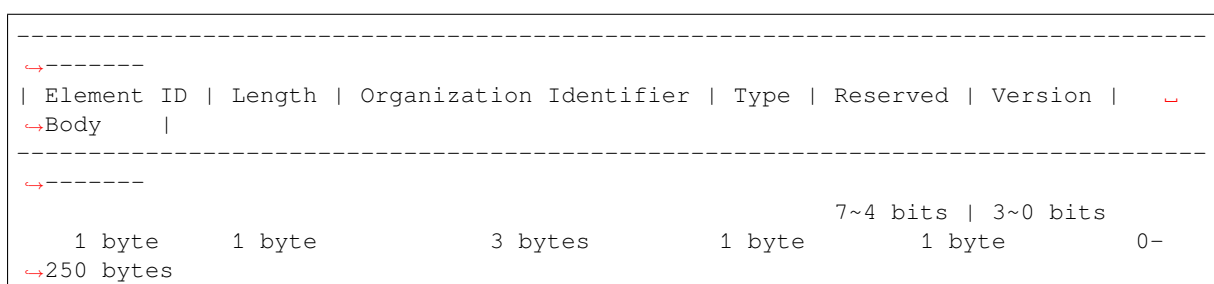 ------------------------------------------------------------------------------------
↪-------
| Element ID | Length | Organization Identifier | Type | Reserved | Version |   ␣
↪Body    |
------------------------------------------------------------------------------------
↪-------
                                                          7~4 bits | 3~0 bits
   1 byte     1 byte            3 bytes         1 byte        1 byte         0-
↪250 bytes